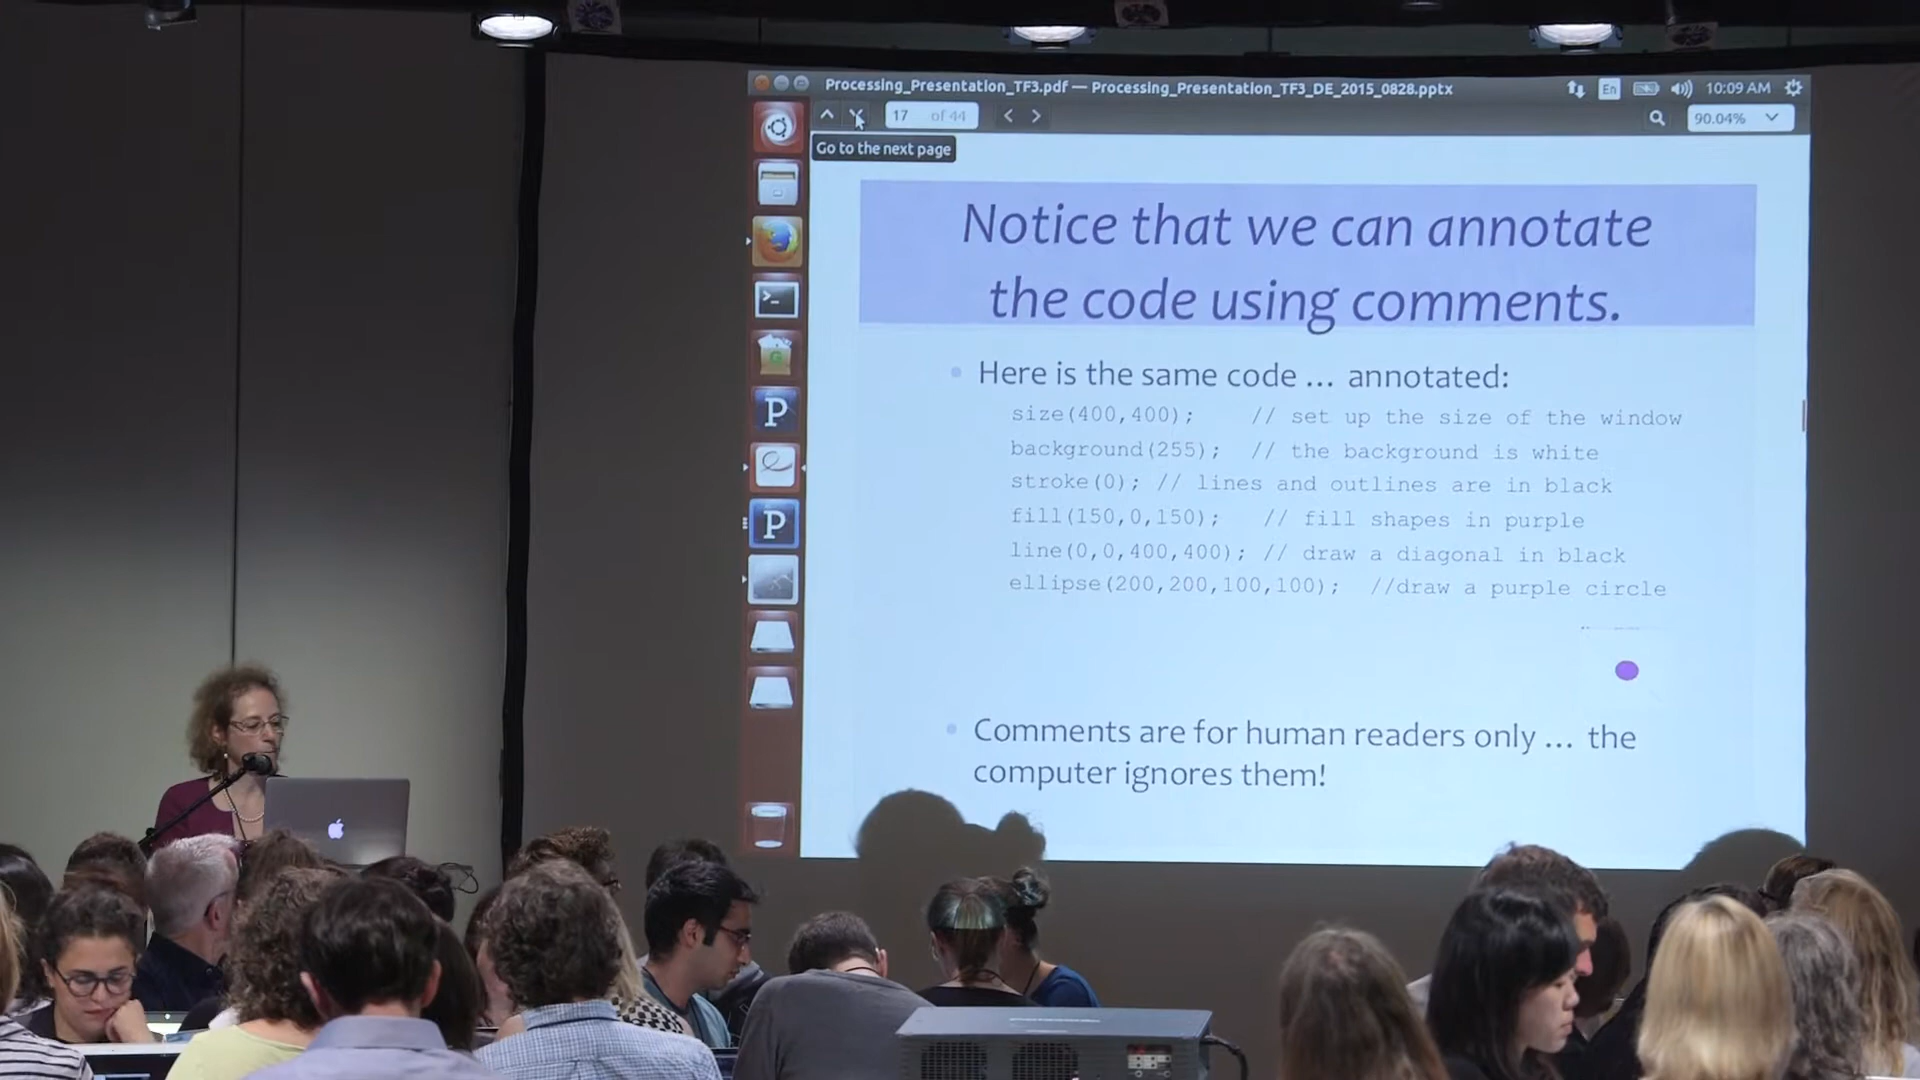 Processing_Presentation_TF3.pdf — Processing_Presentation_TF3_DE_2015_0828.pptx
En
10:09 AM
17 of 44
90.04%
Go to the next page
Notice that we can annotate
the code using comments.
Here is the same code ... annotated:
size(400,400); // set up the size of the window
background(255); // the background is white
stroke(0); // lines and outlines are in black
fill(150,0,150); // fill shapes in purple
line(0,0,400,400); // draw a diagonal in black
ellipse(200,200,100,100); //draw a purple circle
Comments are for human readers only ... the
computer ignores them!
P
P